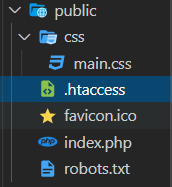 public
css
main.css
.htaccess
favicon.ico
index.php
robots.txt